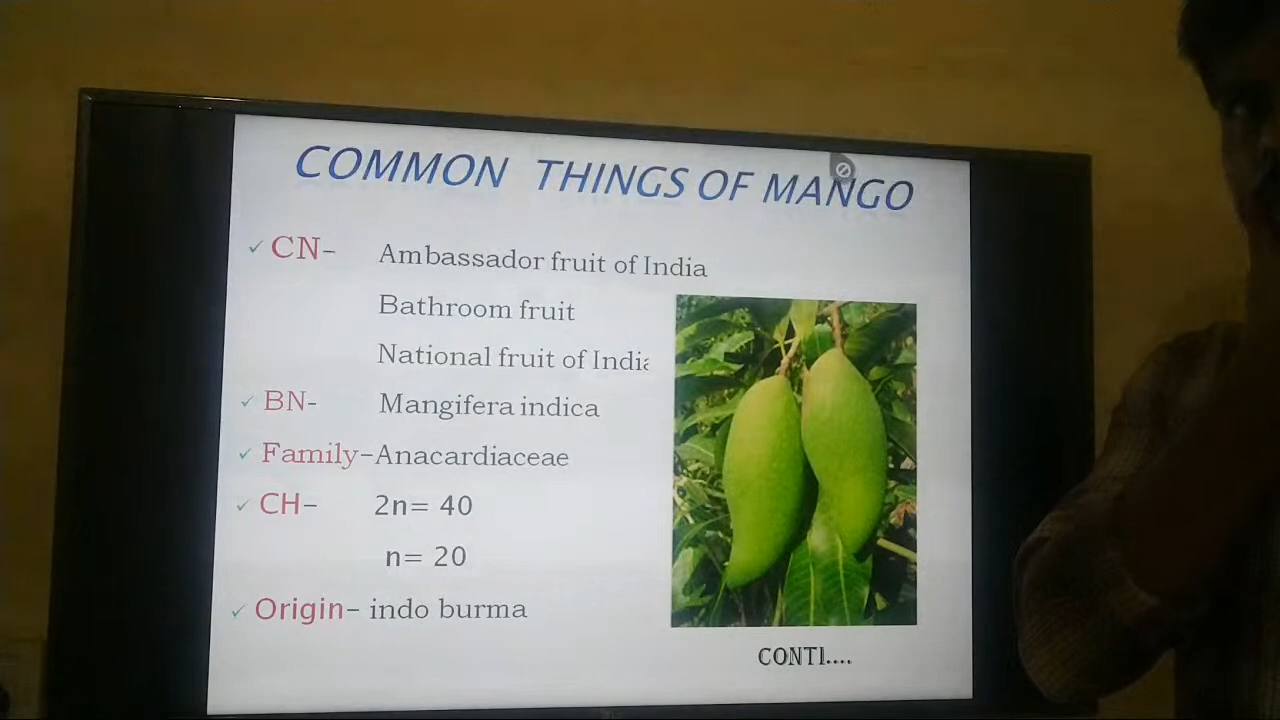 COMMON THINGS OF MANGO
✓ CN- Ambassador fruit of India
Bathroom fruit
National fruit of India
✓ BN- Mangifera indica
✓ Family-Anacardiaceae
✓ CH- 2n= 40
n= 20
✓ Origin- indo burma
CONTI....